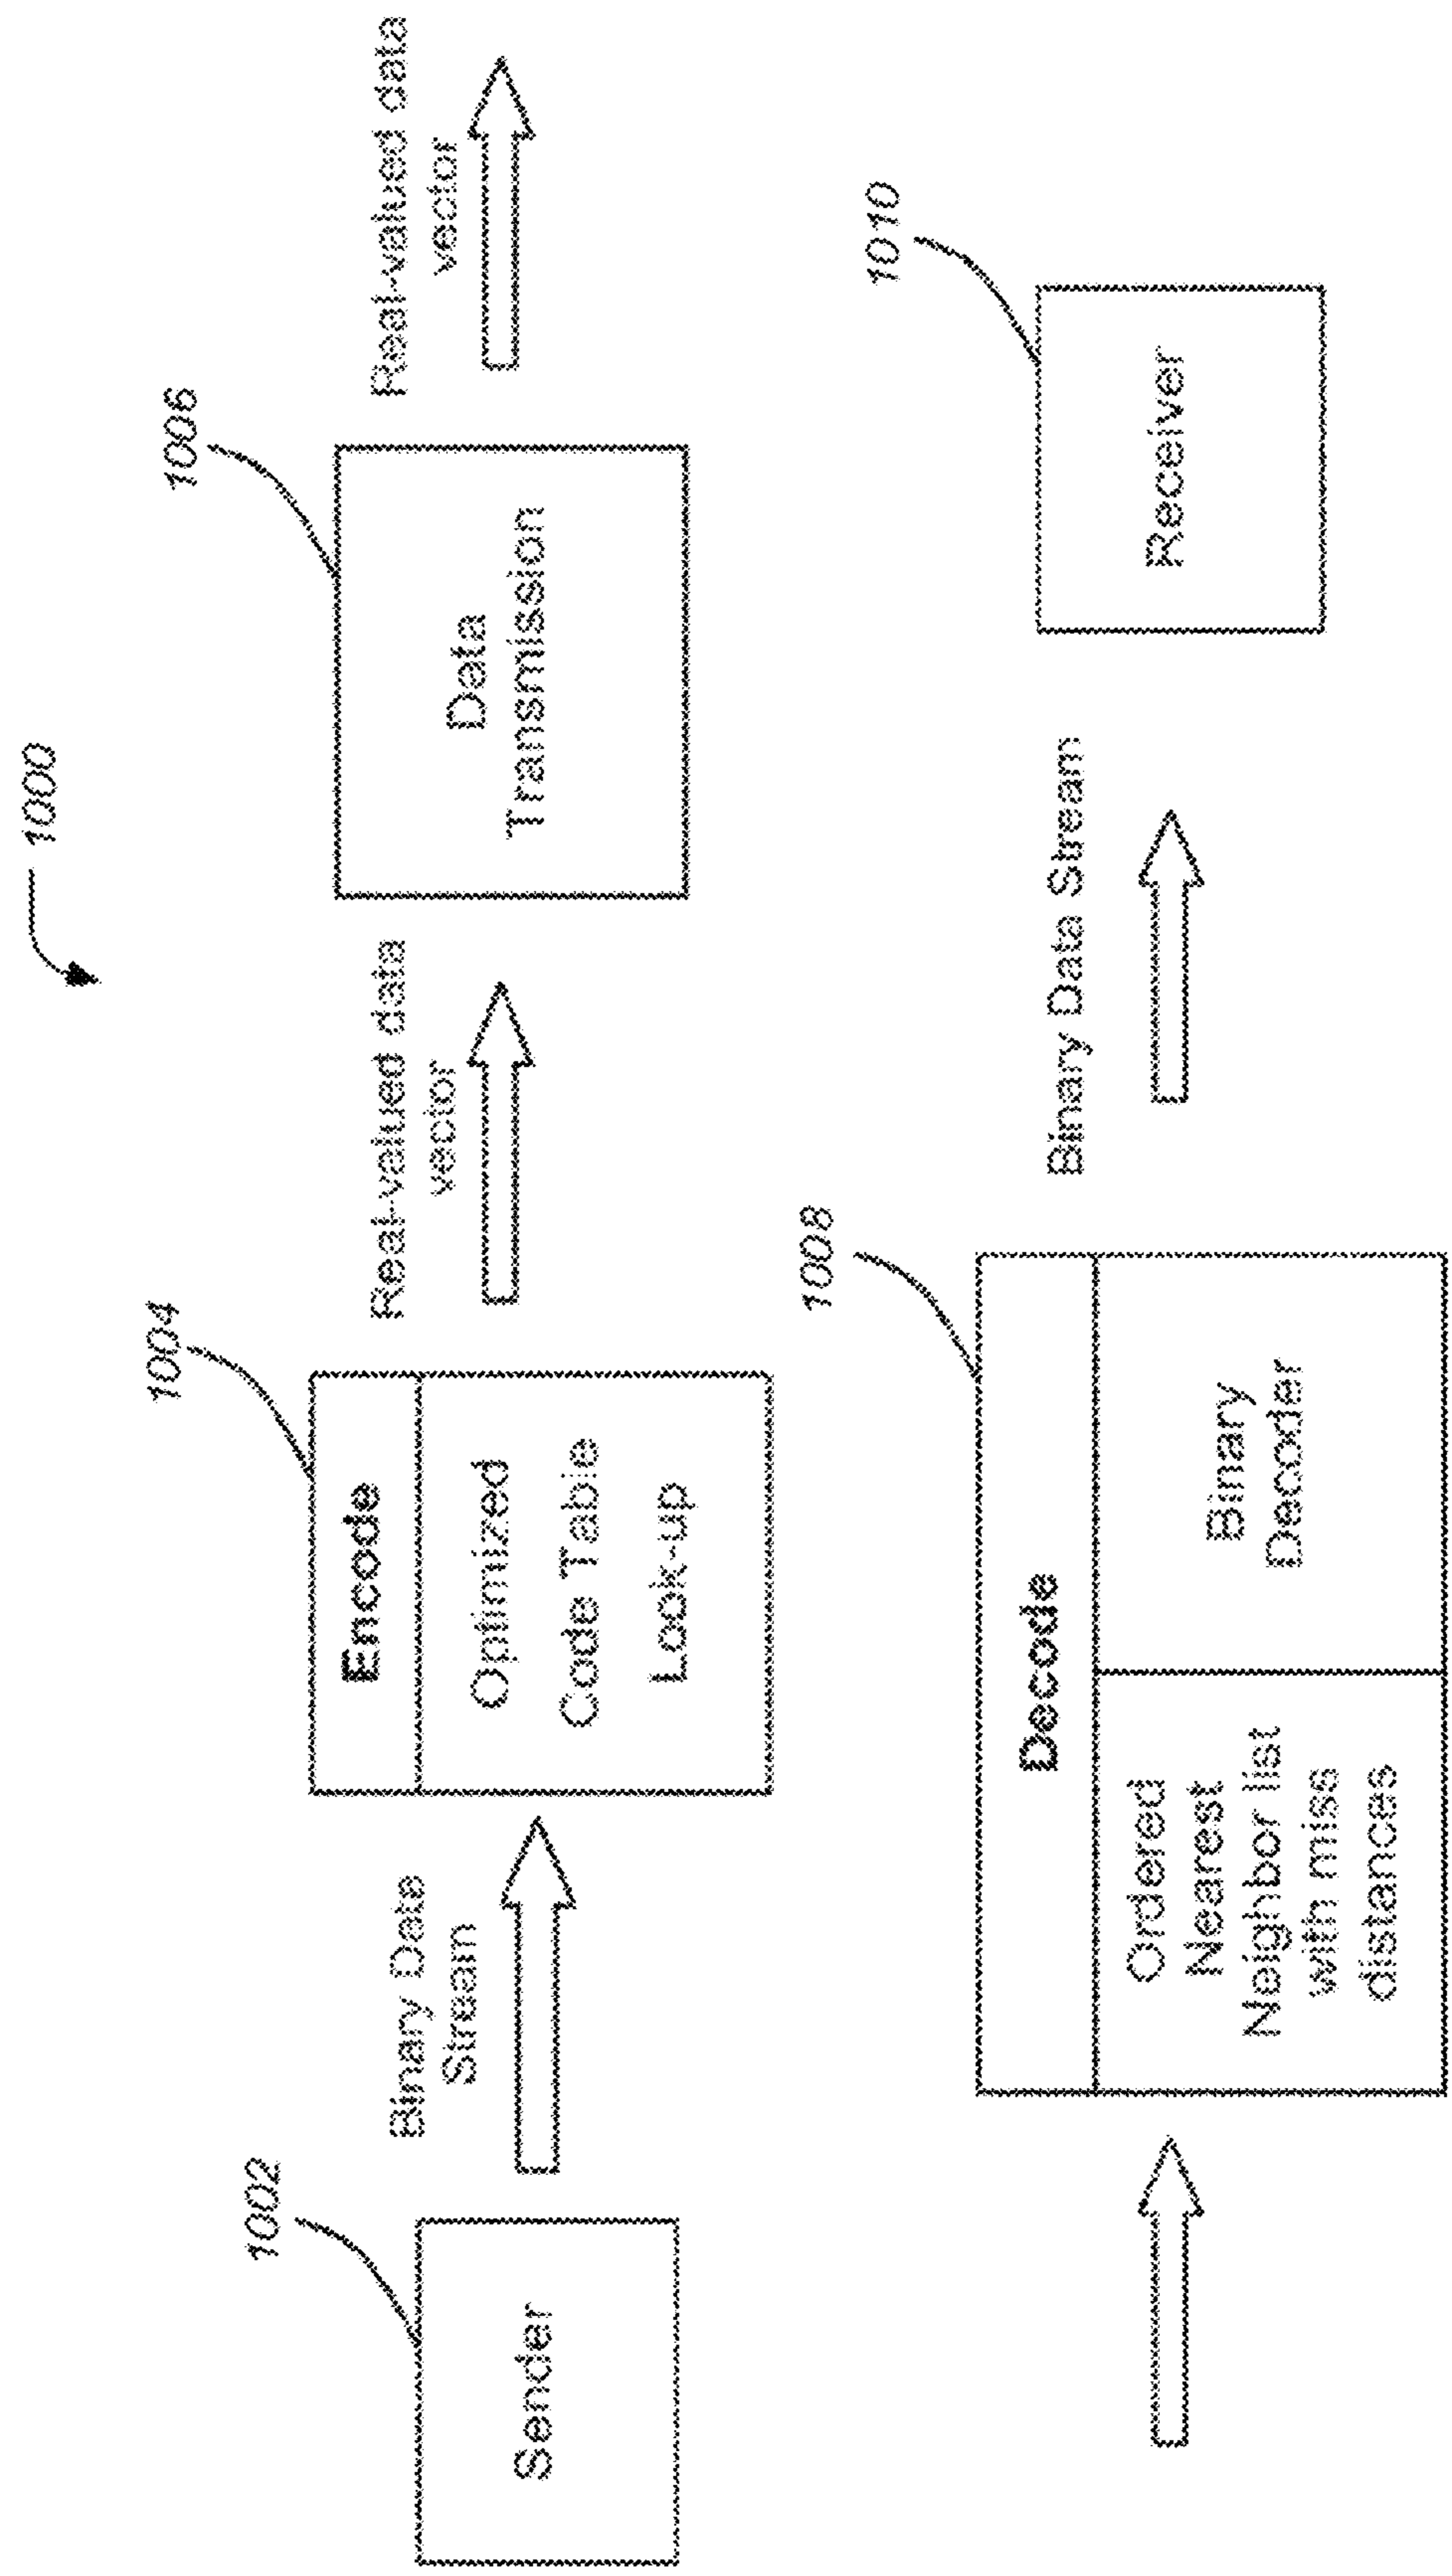 1000
1002
Sender
Binary Data
Stream
1004
Encode
Optimized
Code Table
Look-up
Real-valued data
vector
1006
Data
Transmission
Real-valued data
vector
1008
Decode
Ordered
Nearest
Neighbor list
with miss
distances
Binary
Decoder
Binary Data Stream
1010
Receiver